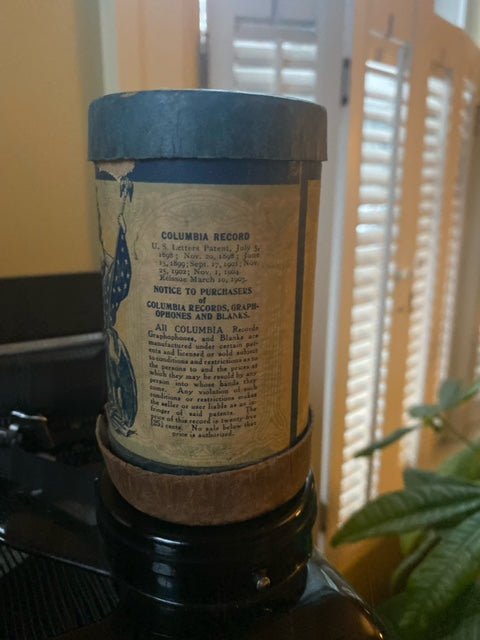 COLUMBIA RECORD
U. S. Letters Patent, July 5,
1898; Nov. 20, 1898; June
13, 1899; Sept. 17, 1901; Nov.
25, 1902; Nov. 1, 1904.
Reissue March 10, 1903.
NOTICE TO PURCHASERS
of
COLUMBIA RECORDS, GRAPH-
OPHONES AND BLANKS.
All COLUMBIA Records
Graphophones, and Blanks are
manufactured under certain pat-
ents and licensed or sold subject
to conditions and restrictions as to
the persons to and the prices at
which they may be resold by any
person into whose hands they
come. Any violation of such
conditions or restrictions makes
the seller or user liable as an in-
fringer of said patents. The
price of this record is twenty-five
[25] cents. No sale below that
price is authorized.